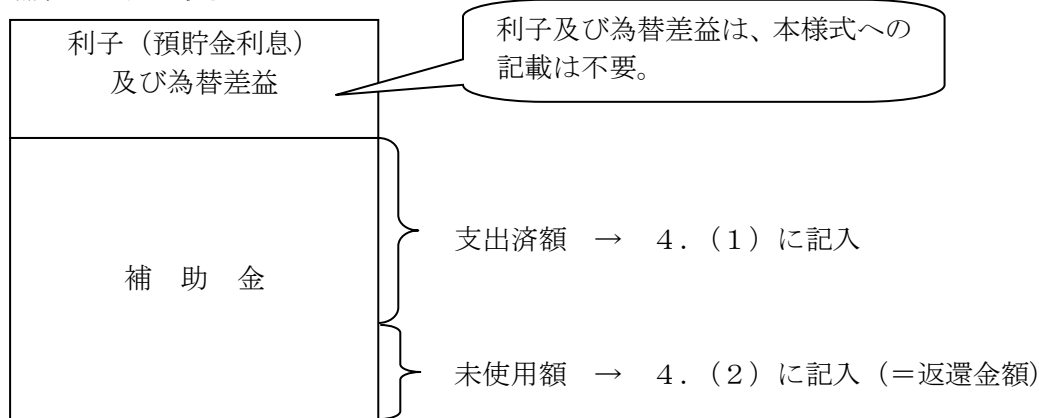 利子（預貯金利息）
及び為替差益
利子及び為替差益は、本様式への
記載は不要。
支出済額　→　４．（１）に記入
補　助　金
未使用額　→　４．（２）に記入（＝返還金額）